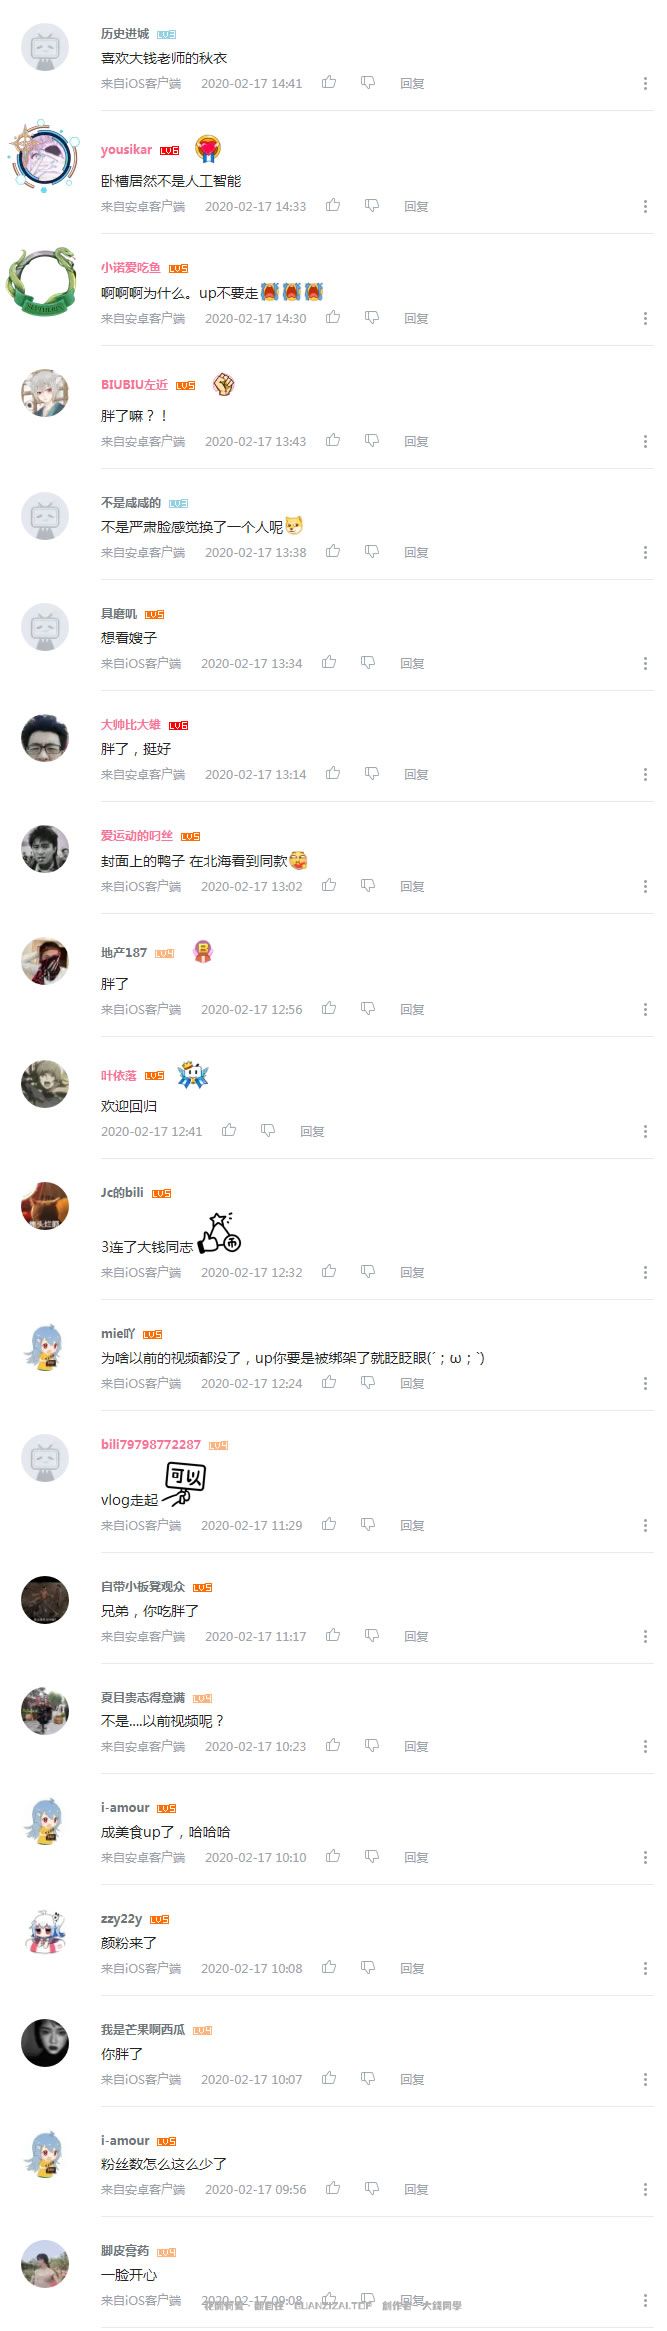 历史进城 LV3
喜欢大钱老师的秋衣
来自iOS客户端 2020-02-17 14:41 回复
yousikar LV6
卧槽居然不是人工智能
来自安卓客户端 2020-02-17 14:33 回复
小诺爱吃鱼 LV5
啊啊啊为什么。up不要走
来自安卓客户端 2020-02-17 14:30 回复
BIUBIU左近 LV5
胖了嘛？！
来自安卓客户端 2020-02-17 13:43 回复
不是咸咸的 LV3
不是严肃脸感觉换了一个人呢
来自安卓客户端 2020-02-17 13:38 回复
具磨叽 LV5
想看嫂子
来自iOS客户端 2020-02-17 13:34 回复
大帅比大雄 LV6
胖了，挺好
来自安卓客户端 2020-02-17 13:14 回复
爱运动的叼丝 LV5
封面上的鸭子 在北海看到同款
来自iOS客户端 2020-02-17 13:02 回复
地产187 LV4
胖了
来自iOS客户端 2020-02-17 12:56 回复
叶依落 LV5
欢迎回归
2020-02-17 12:41 回复
Jc的bili LV5
3连了大钱同志
来自iOS客户端 2020-02-17 12:32 回复
mie吖 LV5
为啥以前的视频都没了，up你要是被绑架了就眨眨眼(´；ω；`)
来自iOS客户端 2020-02-17 12:24 回复
bili79798772287 LV4
vlog走起 可以
来自iOS客户端 2020-02-17 11:29 回复
自带小板凳观众 LV5
兄弟，你吃胖了
来自安卓客户端 2020-02-17 11:17 回复
夏目贵志得意满 LV4
不是....以前视频呢？
来自安卓客户端 2020-02-17 10:23 回复
i-amour LV5
成美食up了，哈哈哈
来自安卓客户端 2020-02-17 10:10 回复
zzy22y LV5
颜粉来了
来自iOS客户端 2020-02-17 10:08 回复
我是芒果啊西瓜 LV4
你胖了
来自iOS客户端 2020-02-17 10:07 回复
i-amour LV5
粉丝数怎么这么少了
来自安卓客户端 2020-02-17 09:56 回复
脚皮膏药 LV4
一脸开心
来自安卓客户端 2020-02-17 09:08 回复